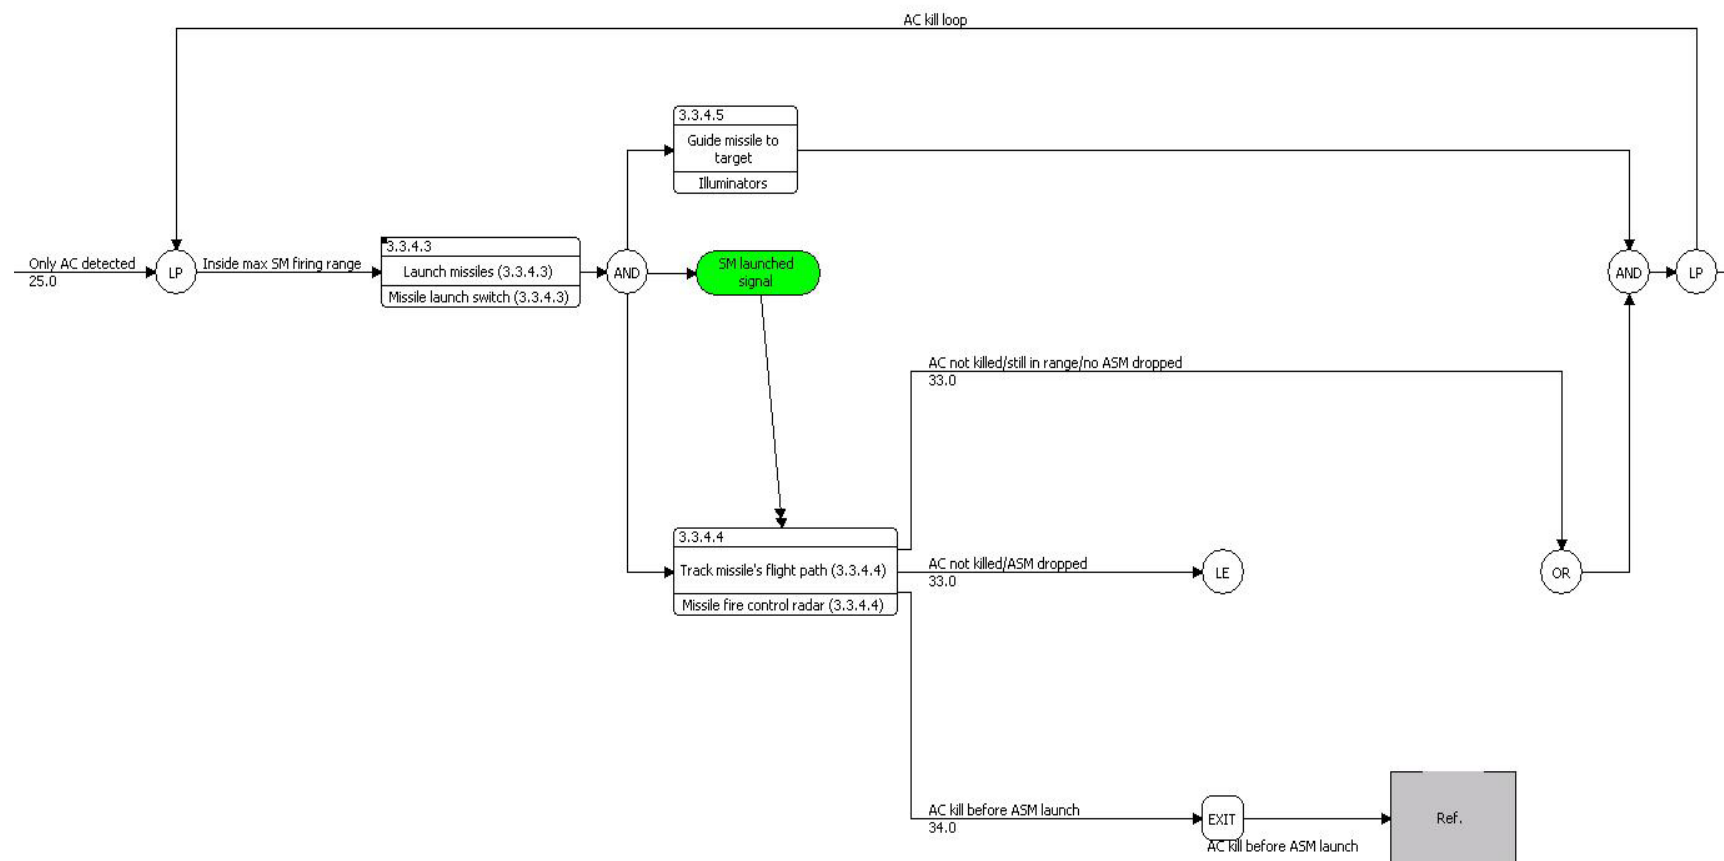 AC kill loop
3.3.4.5
Guide missile to
target
Illuminators
Only AC detected
25.0
LP
Inside max SM firing range
3.3.4.3
Launch missiles (3.3.4.3)
Missile launch switch (3.3.4.3)
AND
SM launched
signal
AND
LP
AC not killed/still in range/no ASM dropped
33.0
3.3.4.4
Track missile's flight path (3.3.4.4)
Missile fire control radar (3.3.4.4)
AC not killed/ASM dropped
33.0
LE
OR
AC kill before ASM launch
34.0
EXIT
AC kill before ASM launch
Ref.